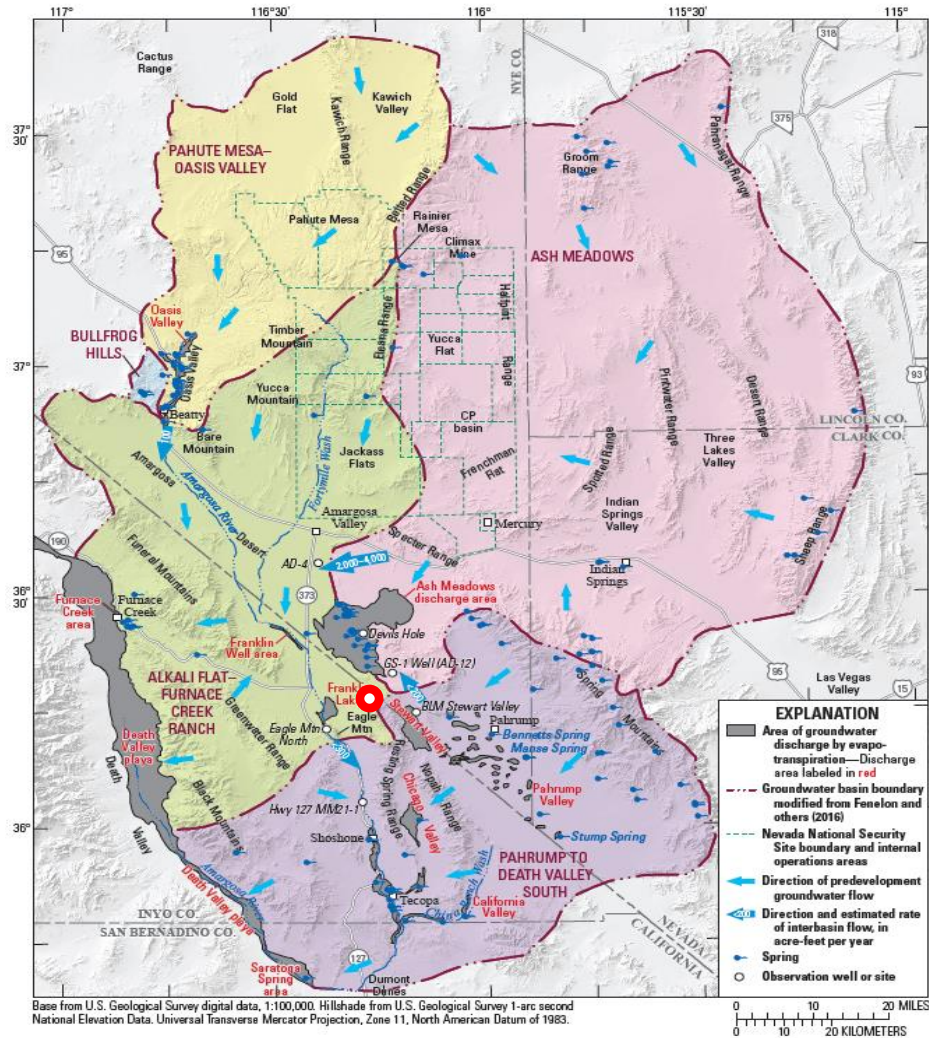 117°
116°30'
116°
115°30'
115°
318
Cactus
Range
NYE CO.
Gold
Flat
Kawich
Valley
Kawich Range
375
37°
30'
PAHUTE MESA–
OASIS VALLEY
Groom
Range
Pahranagat Range
Belted Range
Pahute Mesa
Rainier
Mesa
Climax
Mine
ASH MEADOWS
95
Oasis
Valley
BULLFROG
HILLS
Oasis Valley
Timber
Mountain
Eleana Range
Halfpint
Range
Yucca
Flat
37°
93
Beatty
Yucca
Mountain
Bare
Mountain
Fortymile Wash
Jackass
Flats
CP
basin
Frenchman
Flat
Spotted Range
Pintwater Range
Desert Range
Three
Lakes
Valley
LINCOLN CO.
CLARK CO.
Amargosa
Desert
Amargosa River
Amargosa
Valley
Mercury
Indian
Springs
Valley
Sheep Range
190
Funeral Mountains
AD-4
2,000–4,000
Specter Range
Indian
Springs
36°
30'
Furnace
Creek
area
Furnace
Creek
373
Ash Meadows
discharge area
Devils Hole
Franklin
Well area
GS-1 Well (AD-12)
95
Las Vegas
Valley
15
ALKALI FLAT–
FURNACE
CREEK
RANCH
Greenwater Range
Eagle
Mtn
Eagle Mtn
North
Stewart Valley
BLM Stewart Valley
Pahrump
Bennetts Spring
Manse Spring
Spring
Mountains
Death
Valley
playa
Death
Valley
Black Mountains
Hwy 127 MM21-1
Resting Spring Range
Nopah Range
Chicago
Valley
Pahrump
Valley
36°
Shoshone
Stump Spring
PAHRUMP TO
DEATH VALLEY
SOUTH
Amargosa River
Death Valley playa
Tecopa
China Ranch Wash
California
Valley
INYO CO.
SAN BERNADINO CO.
NEVADA
CALIFORNIA
127
Saratoga
Spring
area
Dumont
Dunes
EXPLANATION
Area of groundwater
discharge by evapo-
transpiration—Discharge
area labeled in red
Groundwater basin boundary
modified from Fenelon and
others (2016)
Nevada National Security
Site boundary and internal
operations areas
Direction of predevelopment
groundwater flow
200
Direction and estimated rate
of interbasin flow, in
acre-feet per year
Spring
Observation well or site
0 10 20 MILES
0 10 20 KILOMETERS
Base from U.S. Geological Survey digital data, 1:100,000. Hillshade from U.S. Geological Survey 1-arc second
National Elevation Data. Universal Transverse Mercator Projection, Zone 11, North American Datum of 1983.